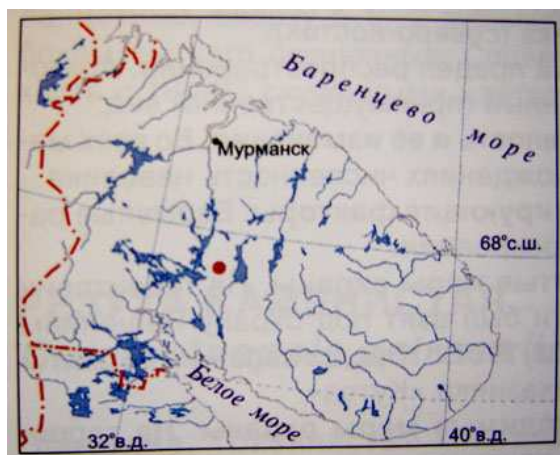 Баренцево
море
Мурманск
68°с.ш.
Белое море
32°в.д.
40°в.д.